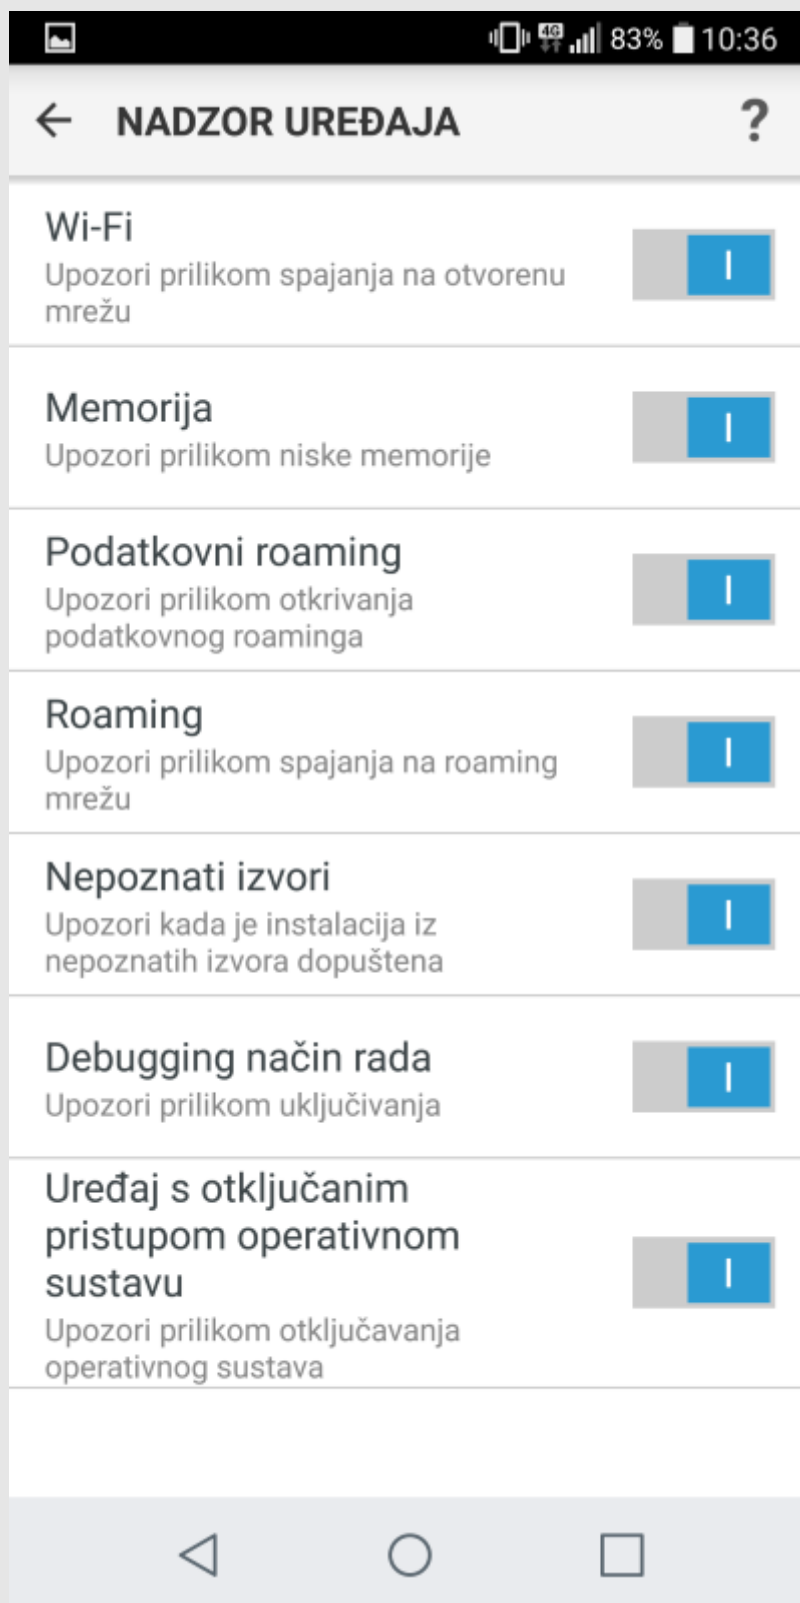 4G 83% 10:36
NADZOR UREĐAJA ?
Wi-Fi
Upozori prilikom spajanja na otvorenu
mrežu
Memorija
Upozori prilikom niske memorije
Podatkovni roaming
Upozori prilikom otkrivanja
podatkovnog roaminga
Roaming
Upozori prilikom spajanja na roaming
mrežu
Nepoznati izvori
Upozori kada je instalacija iz
nepoznatih izvora dopuštena
Debugging način rada
Upozori prilikom uključivanja
Uređaj s otključanim
pristupom operativnom
sustavu
Upozori prilikom otključavanja
operativnog sustava